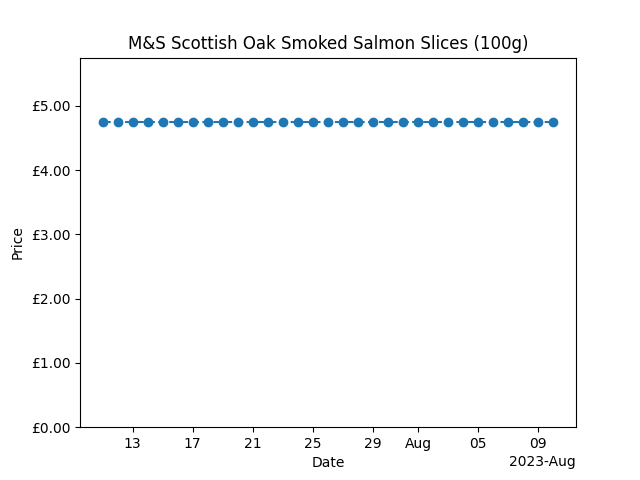 M&S Scottish Oak Smoked Salmon Slices (100g)
£5.00
£4.00
£3.00
£2.00
£1.00
£0.00
Price
13 17 21 25 29 Aug 05 09
Date
2023-Aug